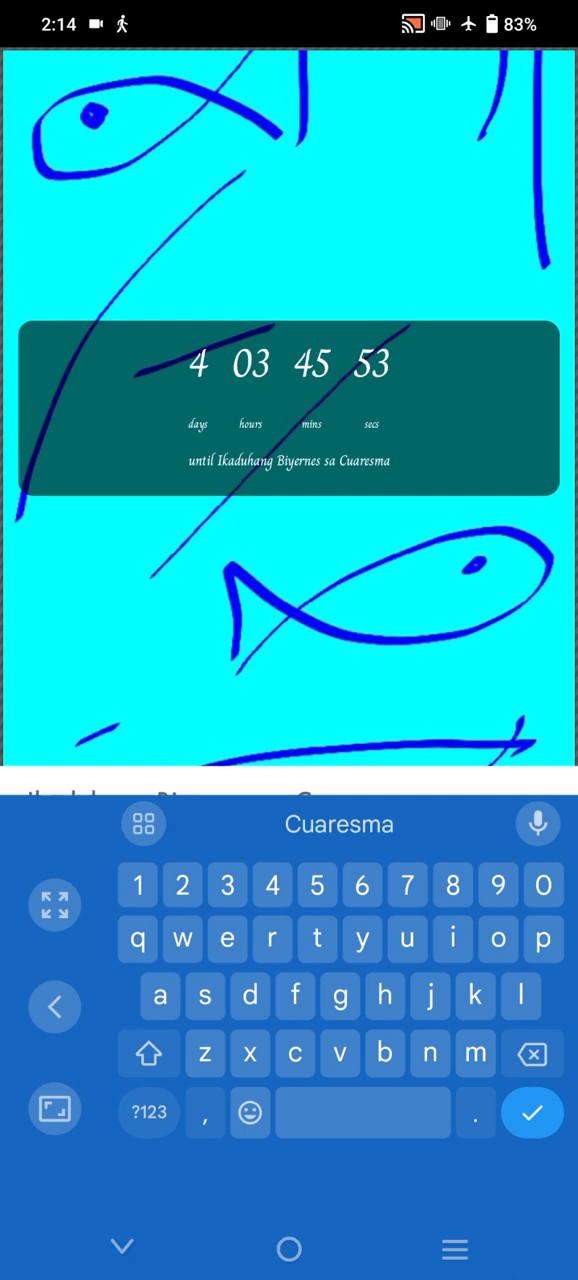 2:14
83%
4 03 45 53
days hours mins secs
until Ikaduhang Biyernes sa Cuaresma
Cuaresma
1 2 3 4 5 6 7 8 9 0
q w e r t y u i o p
a s d f g h j k l
z x c v b n m
?123 , .